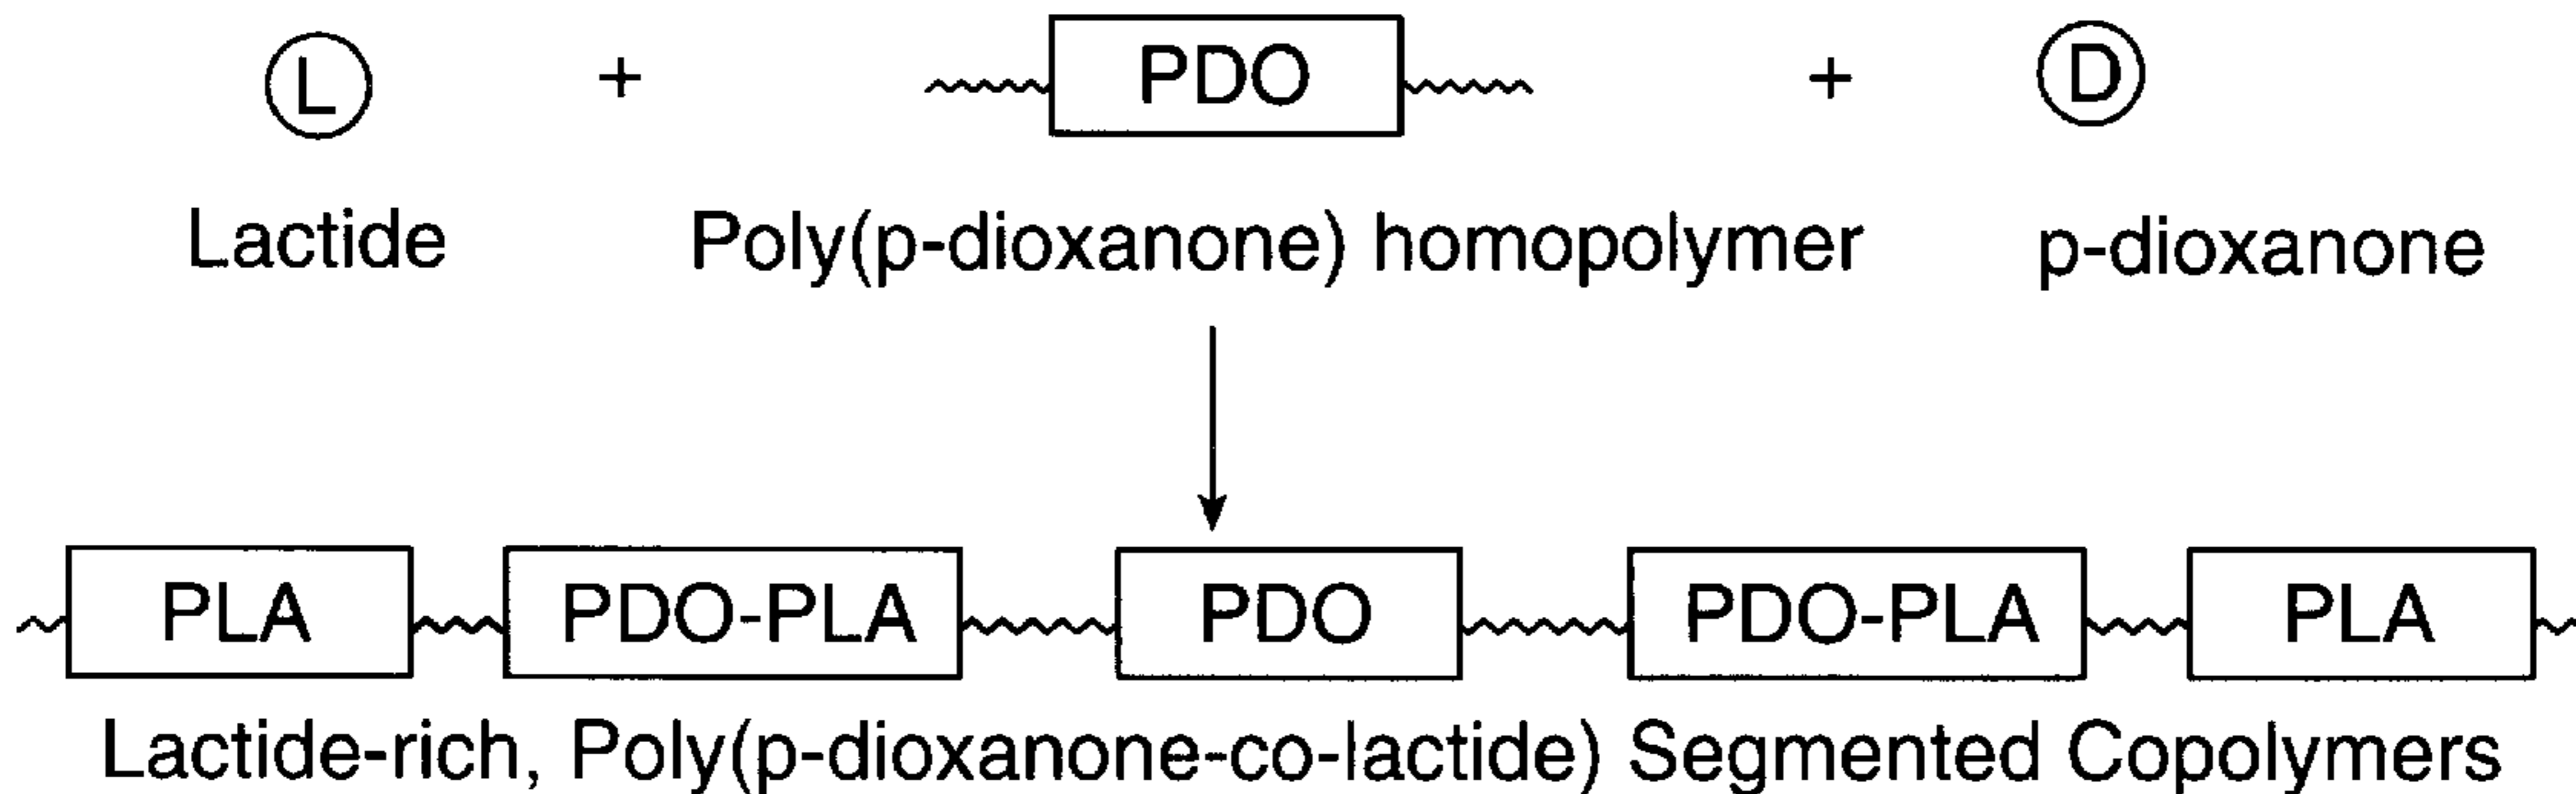 L + PDO + D
Lactide Poly(p-dioxanone) homopolymer p-dioxanone
PLA PDO-PLA PDO PDO-PLA PLA
Lactide-rich, Poly(p-dioxanone-co-lactide) Segmented Copolymers